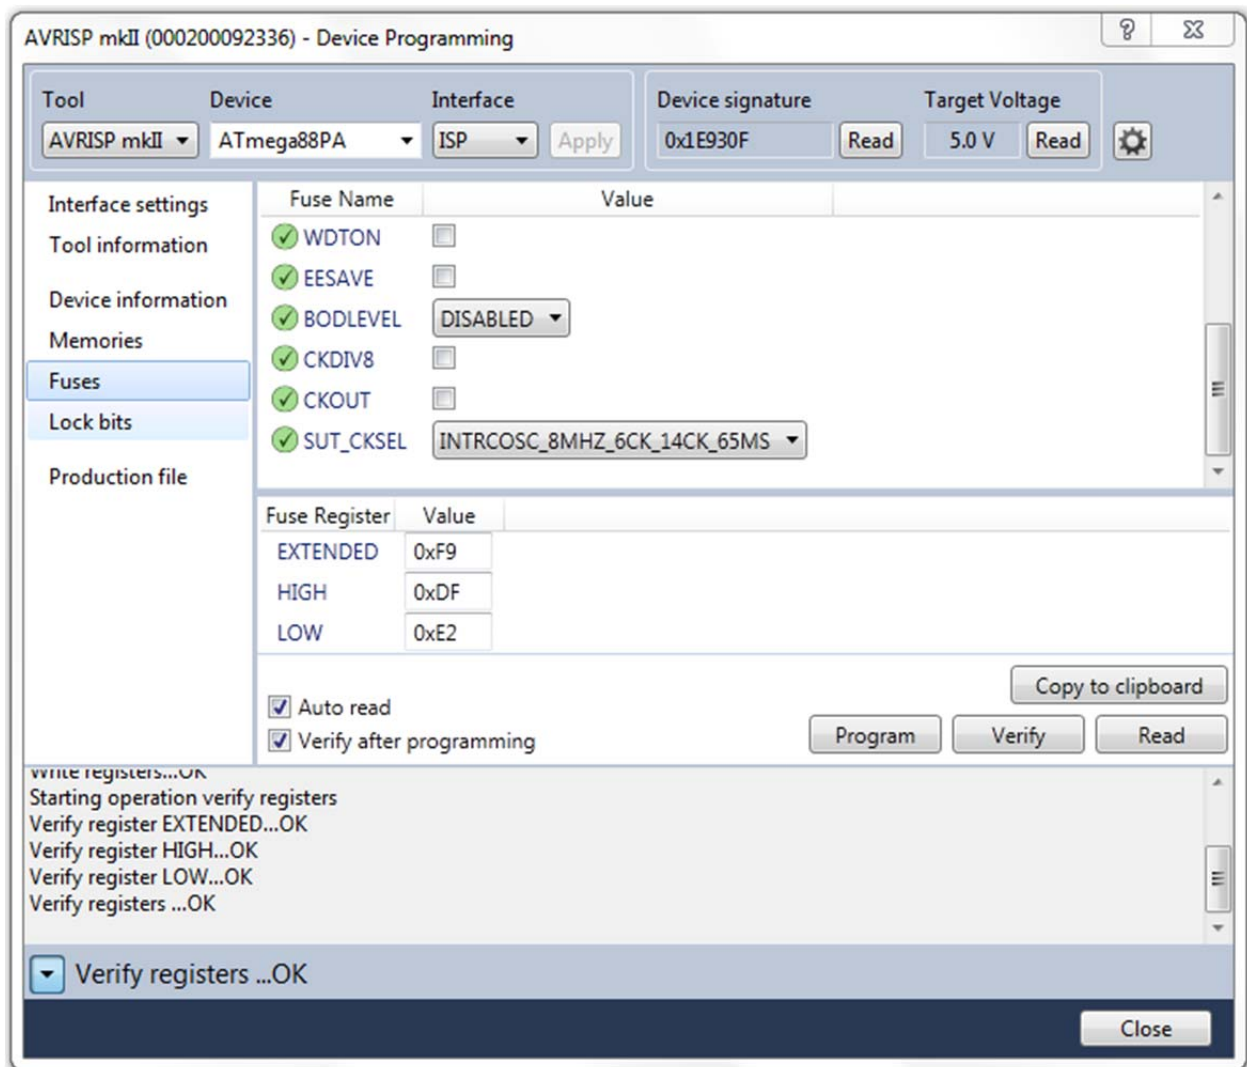 AVRISP mkII (000200092336) - Device Programming
Tool Device Interface Device signature Target Voltage
AVRISP mkII ATmega88PA ISP Apply 0x1E930F Read 5.0 V Read
Interface settings
Tool information
Device information
Memories
Fuses
Lock bits
Production file
Fuse Name Value
WDTON
EESAVE
BODLEVEL DISABLED
CKDIV8
CKOUT
SUT_CKSEL INTRCOSC_8MHZ_6CK_14CK_65MS
Fuse Register Value
EXTENDED 0xF9
HIGH 0xDF
LOW 0xE2
Copy to clipboard
Auto read
Verify after programming
Program Verify Read
Write registers...OK
Starting operation verify registers
Verify register EXTENDED...OK
Verify register HIGH...OK
Verify register LOW...OK
Verify registers ...OK
Verify registers ...OK
Close